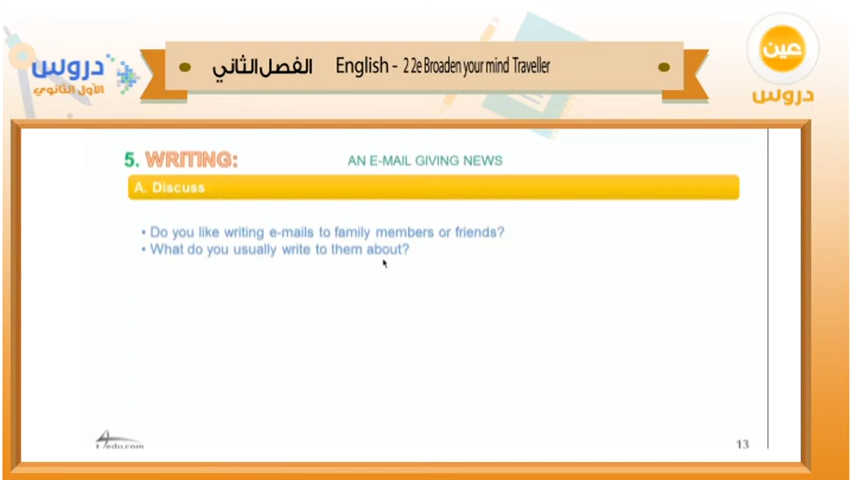 دروس
الأول الثانوي
الفصل الثاني English - 2 2e Broaden your mind Traveller
عين
دروس
5. WRITING: AN E-MAIL GIVING NEWS
A. Discuss
• Do you like writing e-mails to family members or friends?
• What do you usually write to them about?
13